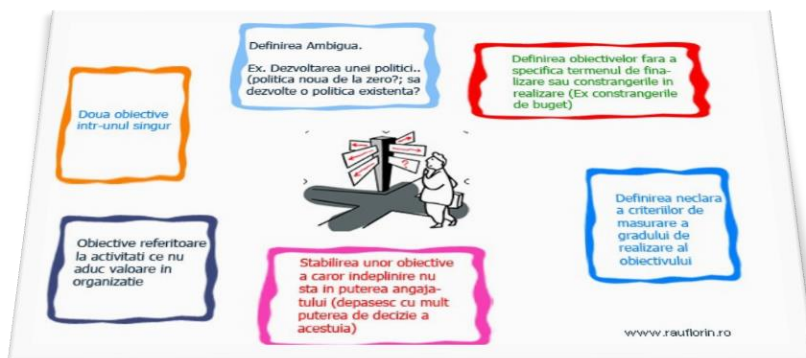 Definirea Ambigua.
Ex. Dezvoltarea unei politici..
(politica noua de la zero?; sa
dezvolte o politica existenta?
Definirea obiectivelor fara a
specifica termenul de fina-
lizare sau constrangerile in
realizare (Ex constrangerile
de buget)
Doua obiective
intr-unul singur
Definirea neclara
a criteriilor de
masurare a
gradului de
realizare al
obiectivului
Obiective referitoare
la activitati ce nu
aduc valoare in
organizatie
Stabilirea unor obiective
a caror indeplinire nu
sta in puterea angaja-
tului (depasesc cu mult
puterea de decizie a
acestuia)
www.rauflorin.ro